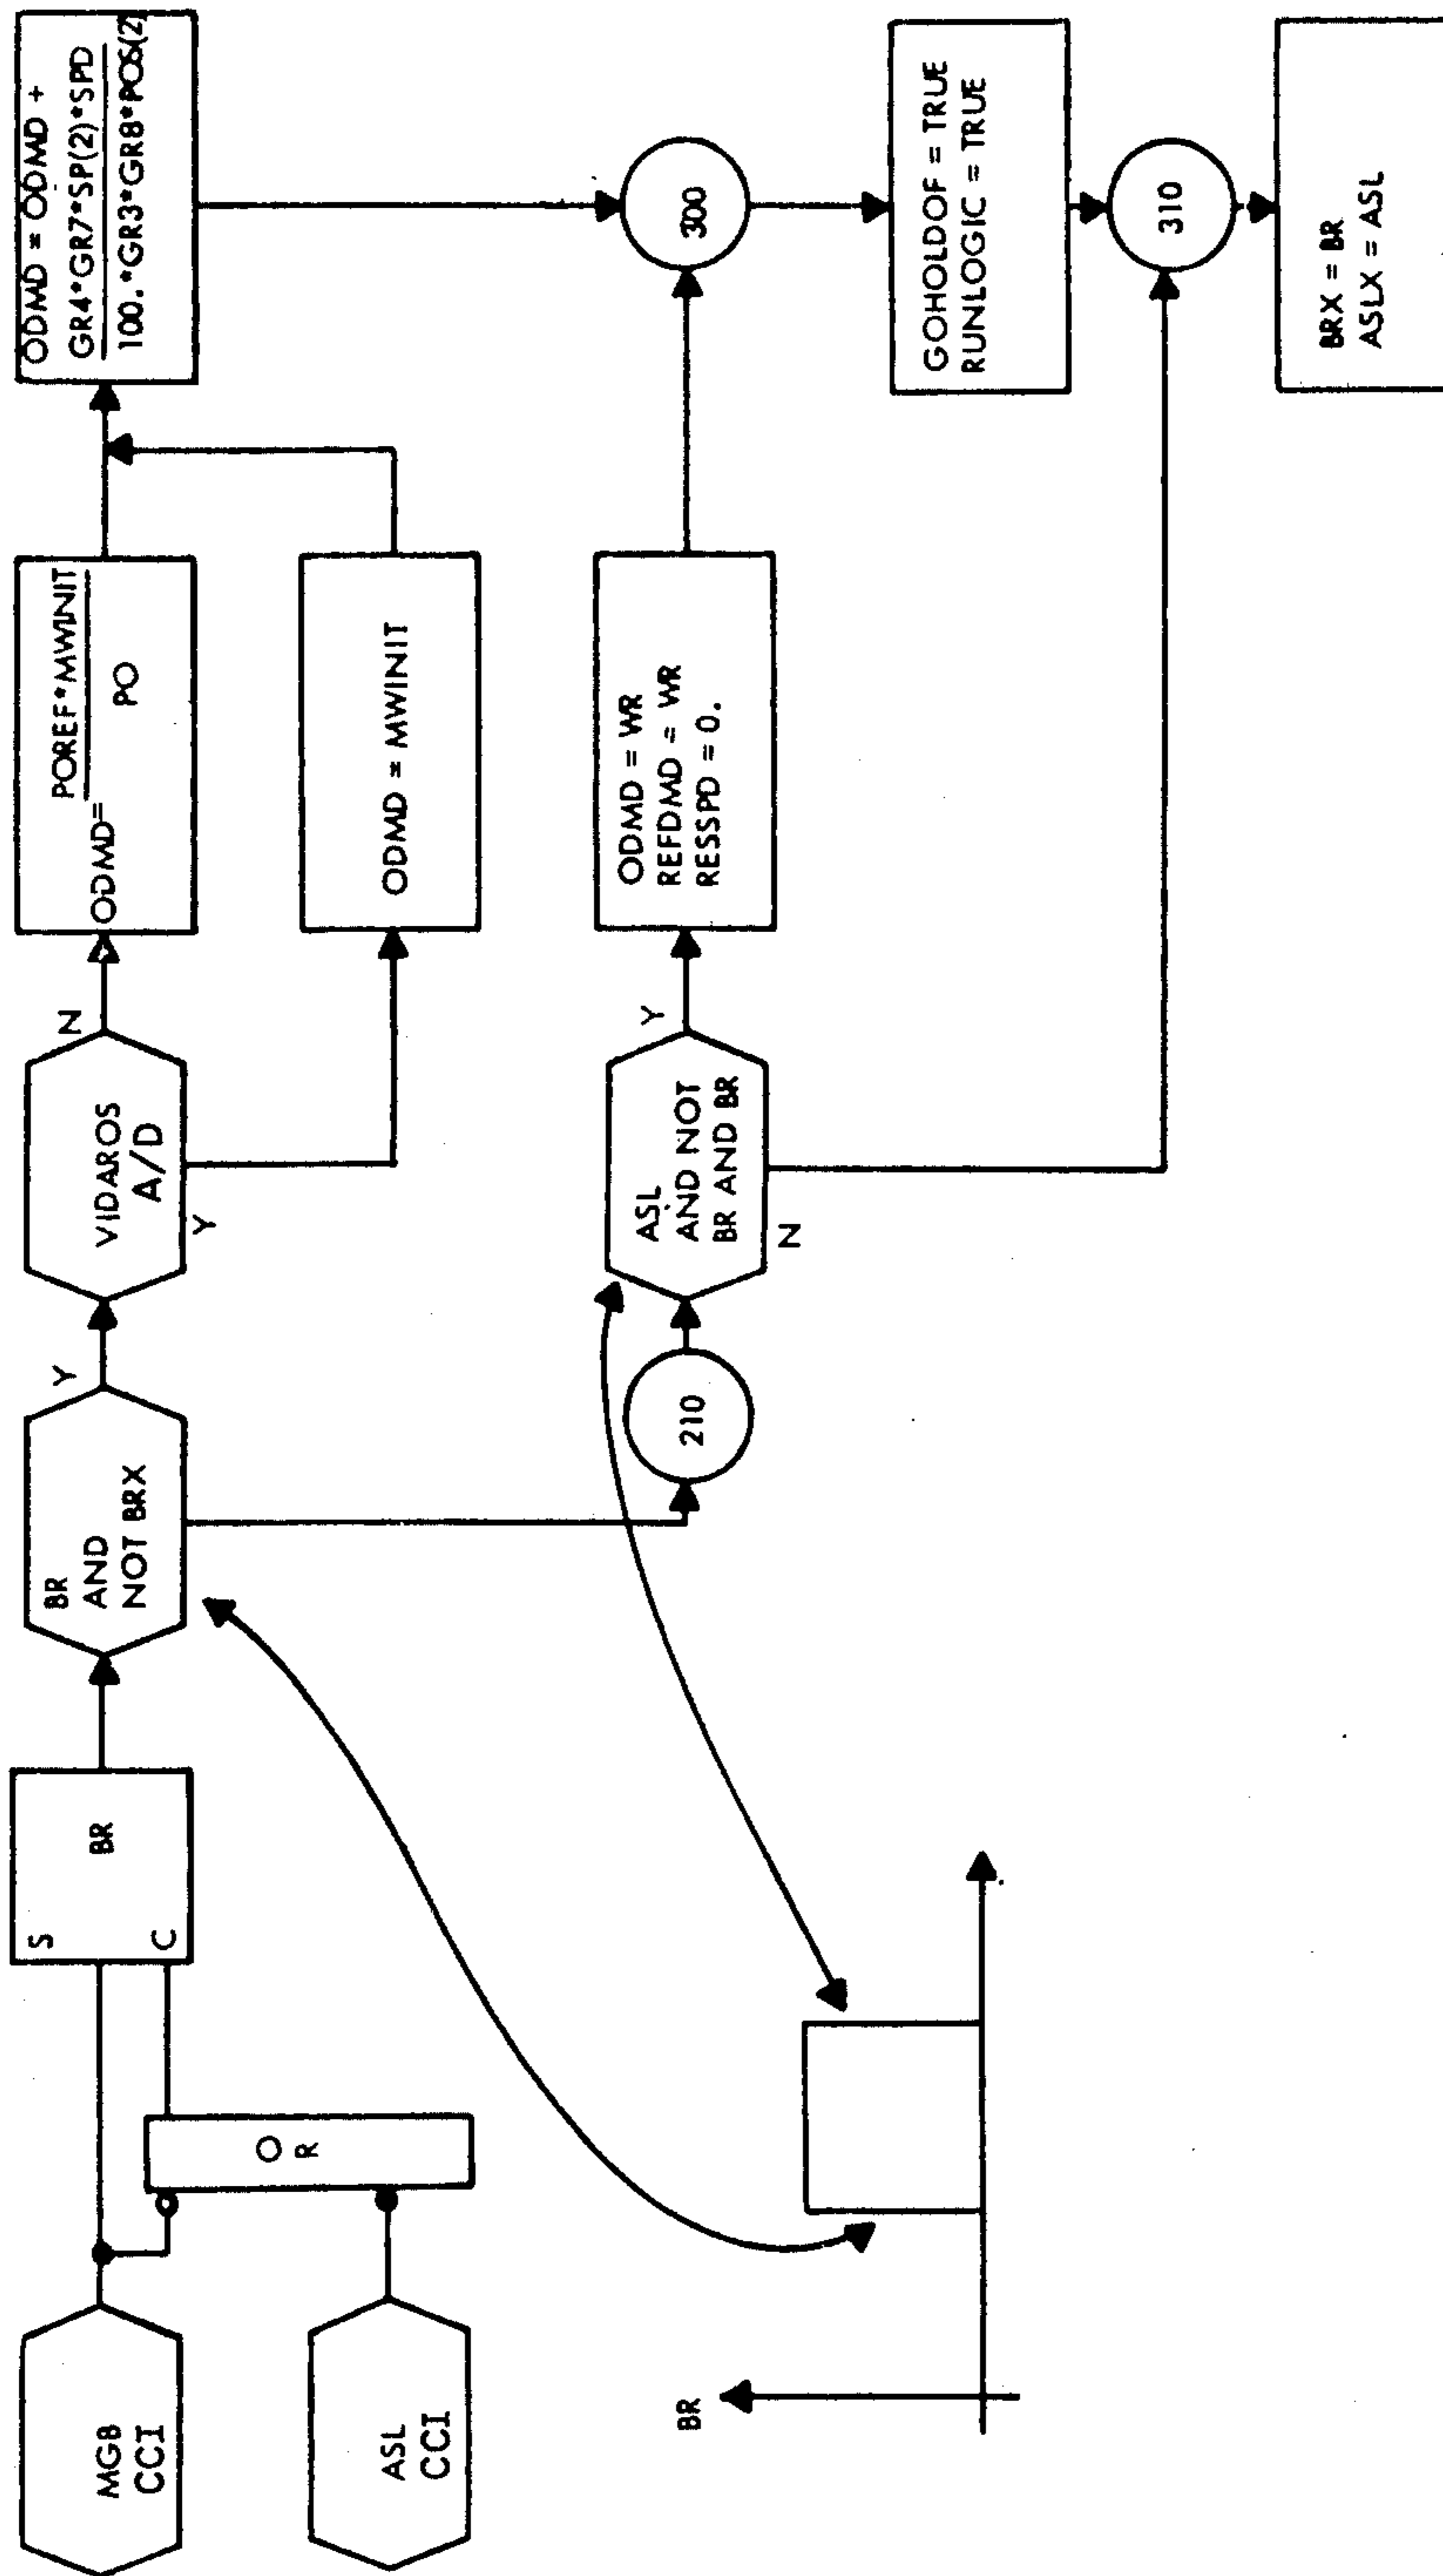 MGB
CCI
ASL
CCI
O
R
S
C
BR
BR
AND
NOT BRX
Y
VIDAROS
A/D
N
Y
POREF*MWINIT
ODMD=
PO
ODMD = MWINIT
ODMD = ODMD +
GR4*GR7*SP(2)*SPD
100.*GR3*GR8*POS(2)
210
ASL
AND NOT
BR AND BR
Y
N
ODMD = WR
REFDMD = WR
RESSPD = 0.
300
GOHOLDOF = TRUE
RUNLOGIC = TRUE
310
BRX = BR
ASLX = ASL
BR